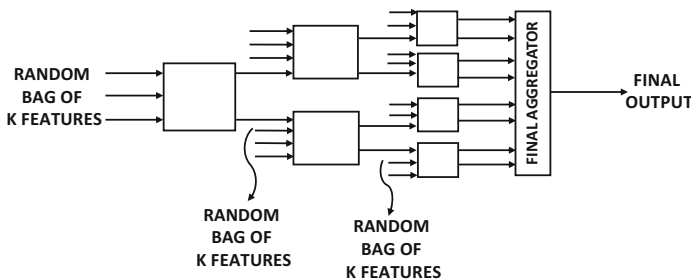 RANDOM
BAG OF
K FEATURES
RANDOM
BAG OF
K FEATURES
RANDOM
BAG OF
K FEATURES
FINAL AGGREGATOR
FINAL
OUTPUT